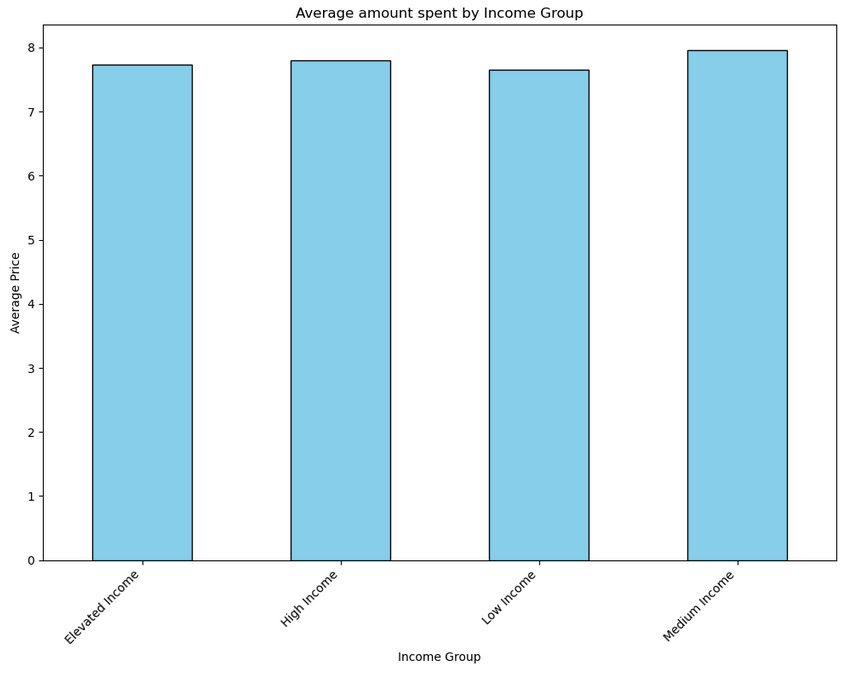 Average amount spent by Income Group
Average Price
8
7
6
5
4
3
2
1
0
Elevated Income
High Income
Low Income
Medium Income
Income Group